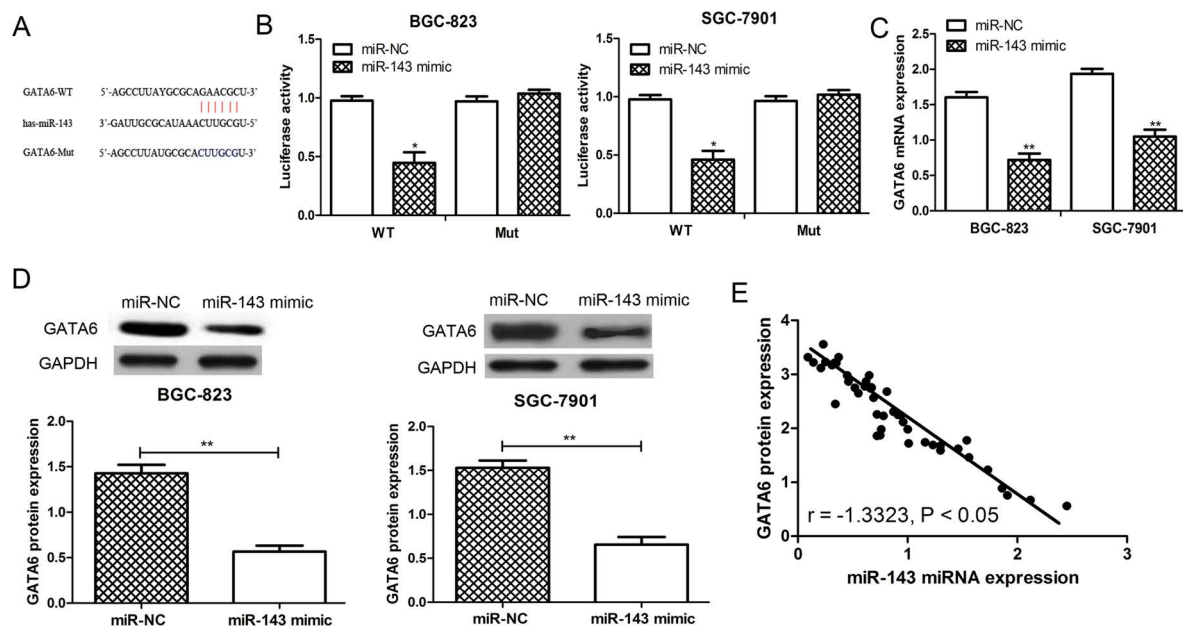 A
GATA6-WT 5'-AGCCUUAYGCGCAGAACGCU-3'
has-miR-143 3'-GAUUGCGCAUAAACUUGCGU-5'
GATA6-Mut 5'-AGCCUUAUGCGCACUUGCGU-3'
B
BGC-823
miR-NC
miR-143 mimic
Luciferase activity
1.5
1.0
0.5
0.0
*
WT
Mut
SGC-7901
miR-NC
miR-143 mimic
Luciferase activity
1.5
1.0
0.5
0.0
*
WT
Mut
C
miR-NC
miR-143 mimic
GATA6 mRNA expression
2.5
2.0
1.5
1.0
0.5
0.0
**
**
BGC-823
SGC-7901
D
miR-NC miR-143 mimic
GATA6
GAPDH
BGC-823
GATA6 protein expression
2.0
1.5
1.0
0.5
0.0
**
miR-NC
miR-143 mimic
miR-NC miR-143 mimic
GATA6
GAPDH
SGC-7901
GATA6 protein expression
2.0
1.5
1.0
0.5
0.0
**
miR-NC
miR-143 mimic
E
GATA6 protein expression
4
3
2
1
0
r = -1.3323, P < 0.05
0 1 2 3
miR-143 miRNA expression